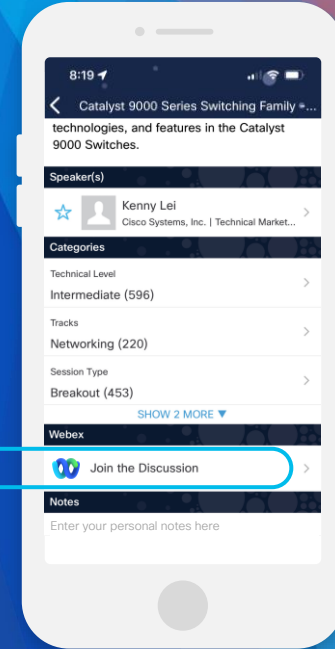 8:19
Catalyst 9000 Series Switching Family -...
technologies, and features in the Catalyst
9000 Switches.
Speaker(s)
Kenny Lei
Cisco Systems, Inc. | Technical Market...
Categories
Technical Level
Intermediate (596)
Tracks
Networking (220)
Session Type
Breakout (453)
SHOW 2 MORE ▼
Webex
Join the Discussion
Notes
Enter your personal notes here